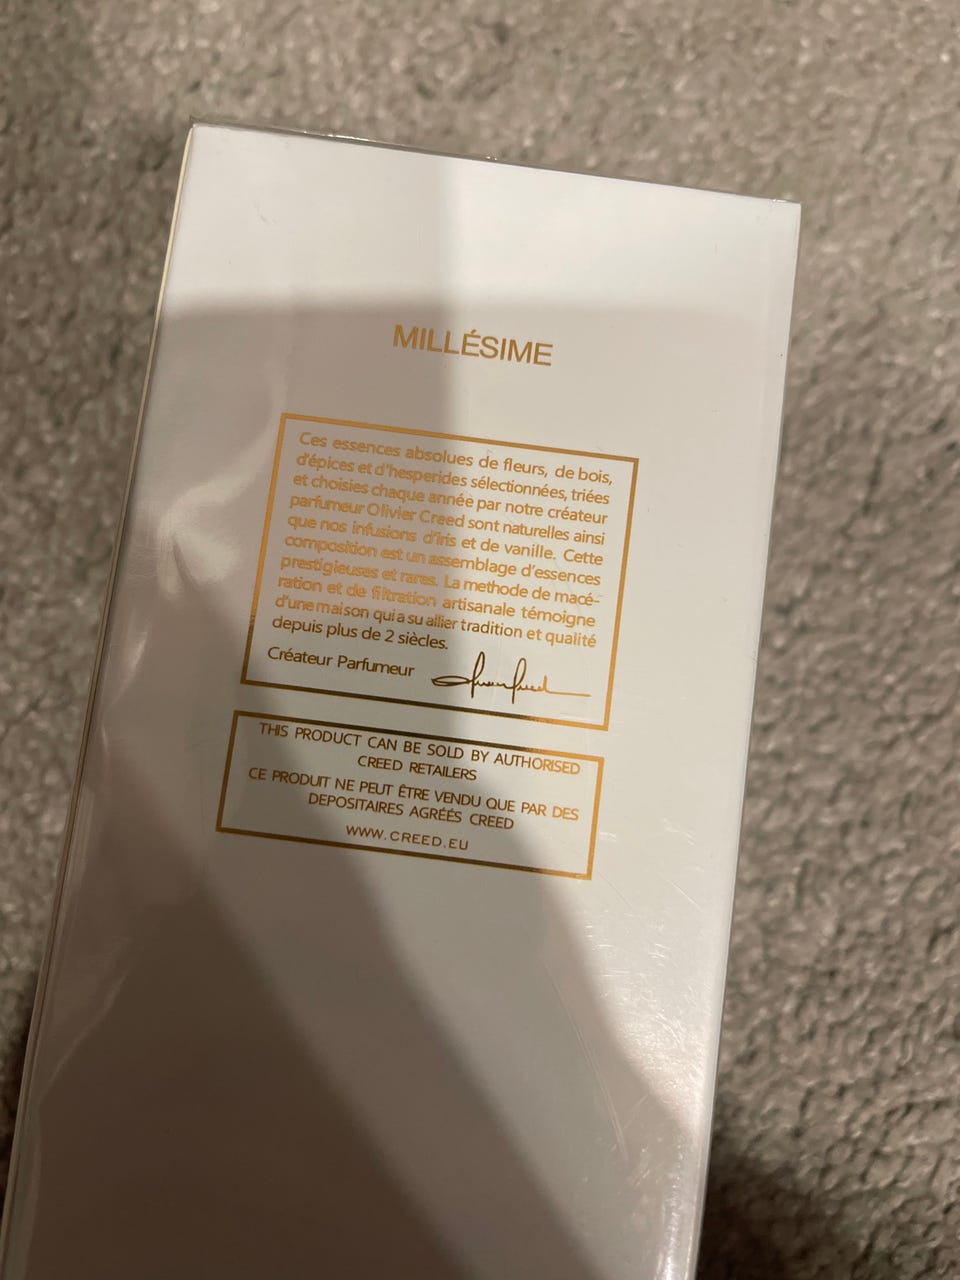 MILLÉSIME
Ces essences absolues de fleurs, de bois,
d'épices et d'hesperides sélectionnées, triées
et choisies chaque année par notre créateur
parfumeur Olivier Creed sont naturelles ainsi
que nos infusions d'iris et de vanille. Cette
composition est un assemblage d'essences
prestigieuses et rares. La methode de macé-
ration et de filtration artisanale témoigne
d'une maison qui a su allier tradition et qualité
depuis plus de 2 siècles.
Créateur Parfumeur
THIS PRODUCT CAN BE SOLD BY AUTHORISED
CREED RETAILERS
CE PRODUIT NE PEUT ÊTRE VENDU QUE PAR DES
DEPOSITAIRES AGRÉÉS CREED
WWW.CREED.EU